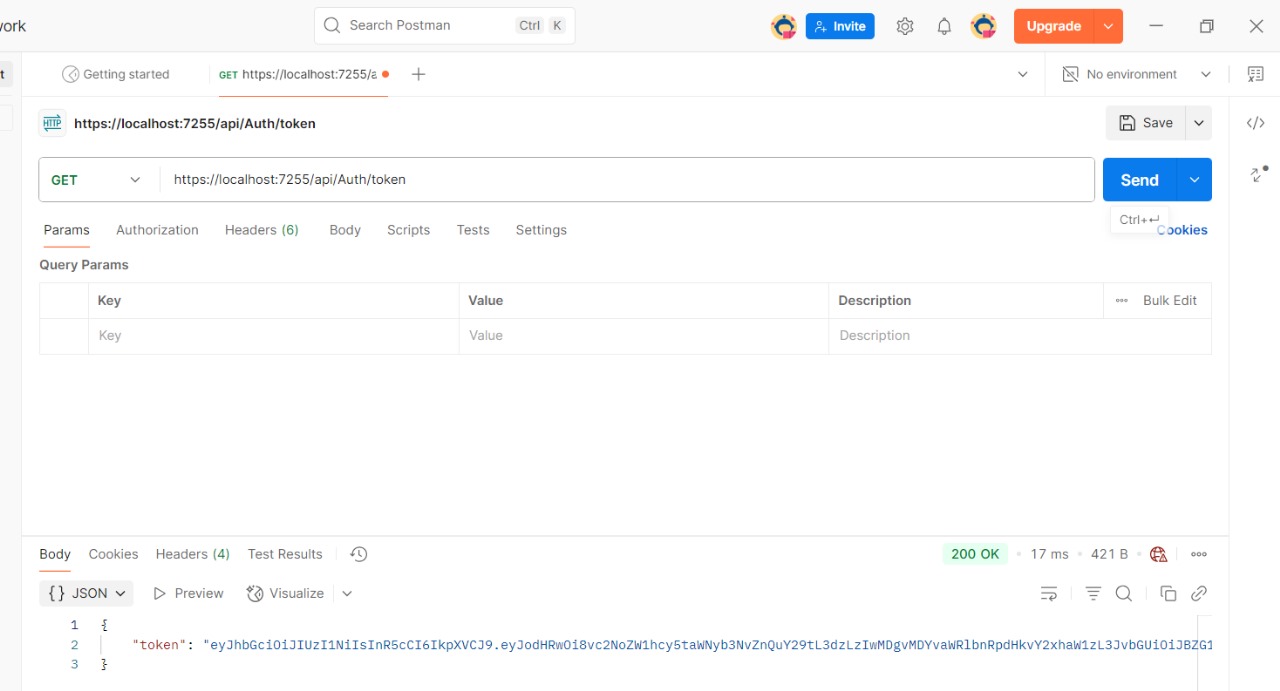 work
Search Postman Ctrl K
Invite
Upgrade
t
Getting started
GET https://localhost:7255/a
No environment
HTTP https://localhost:7255/api/Auth/token
Save
GET https://localhost:7255/api/Auth/token
Send
Ctrl+↵
Params Authorization Headers (6) Body Scripts Tests Settings
Cookies
Query Params
Key Value Description Bulk Edit
Key Value Description
Body Cookies Headers (4) Test Results
200 OK • 17 ms • 421 B •
{} JSON Preview Visualize
1 {
2 "token": "eyJhbGciOiJIUzI1NiIsInR5cCI6IkpXVCJ9.eyJodHRwOi8vc2NoZW1hcy5taWNyb3NvZnQuY29tL3dzLzIwMDgvMDYvaWRlbnRpdHkvY2xhaW1zL3JvbGUiOiJBZG1
3 }